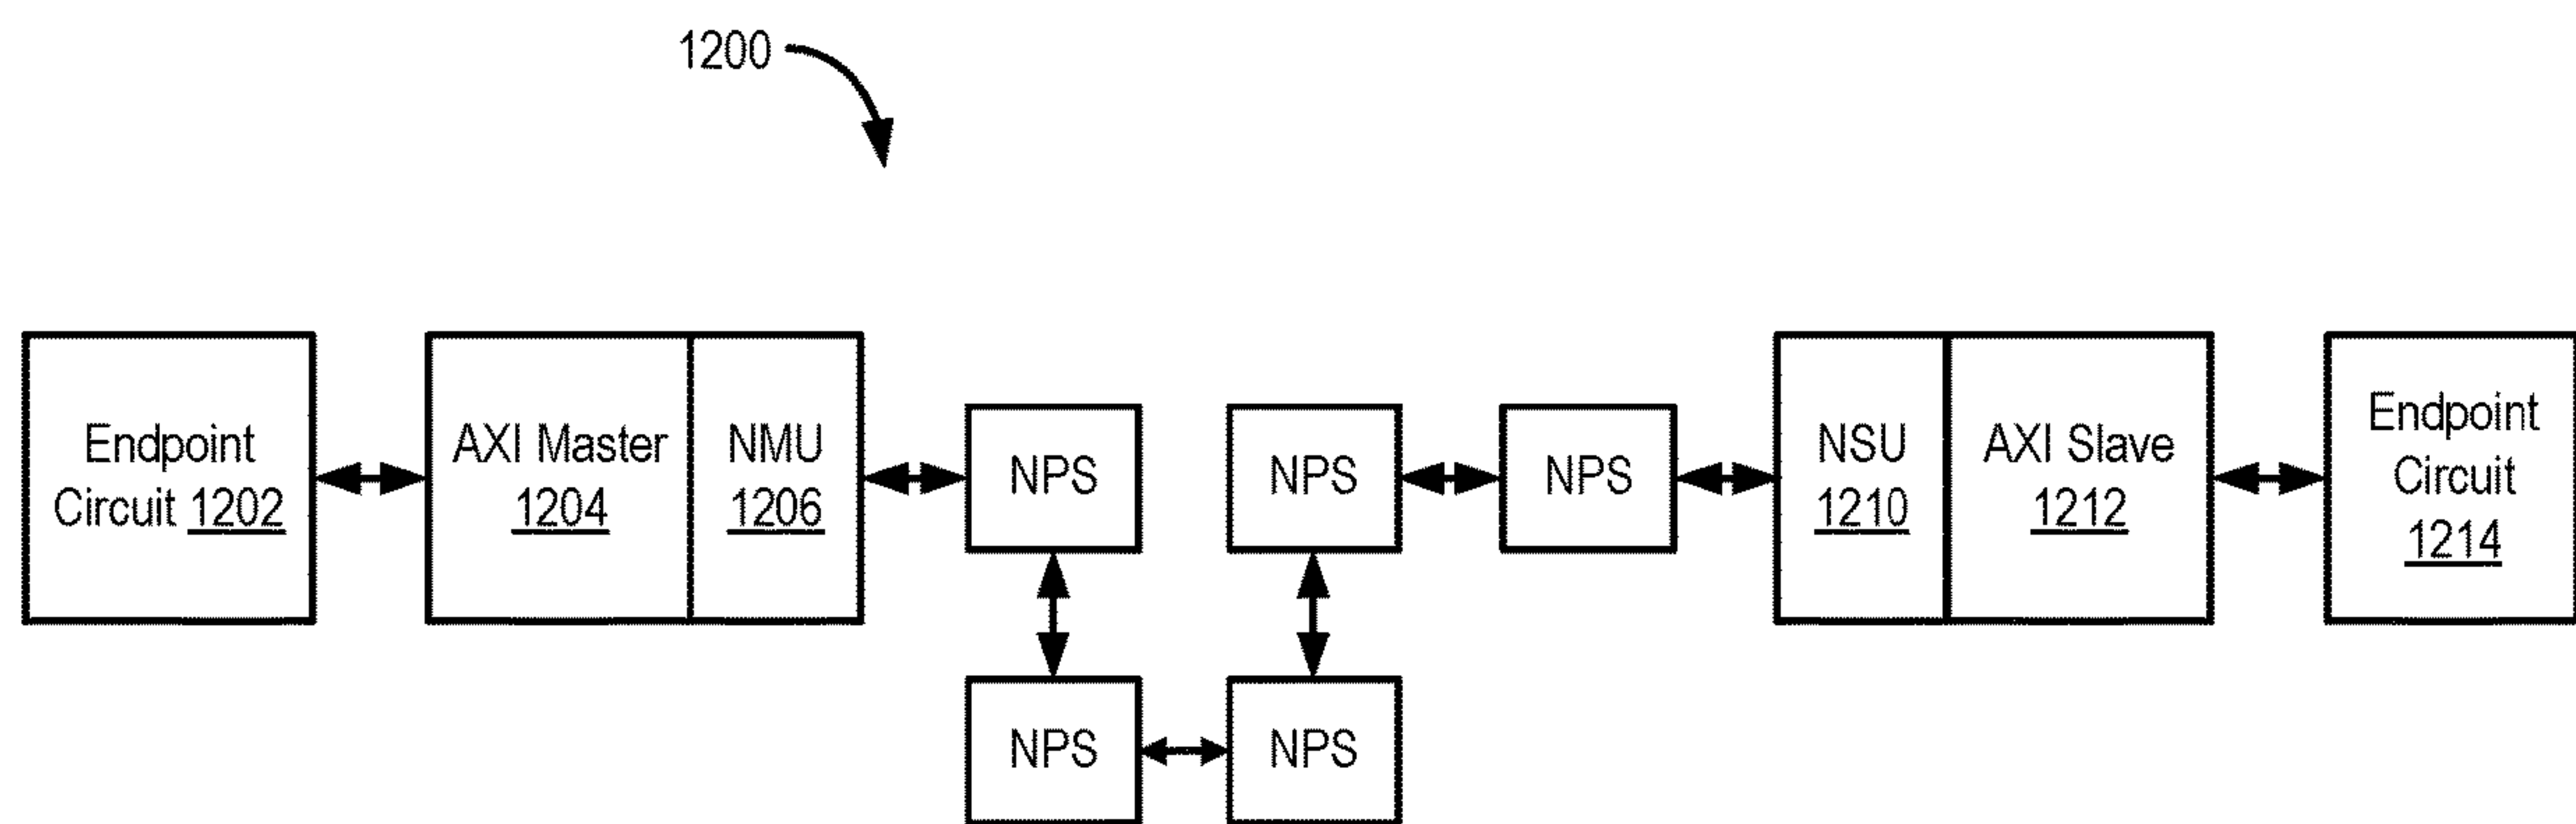 1200
Endpoint
Circuit 1202
AXI Master
1204
NMU
1206
NPS
NPS
NPS
NSU
1210
AXI Slave
1212
Endpoint
Circuit
1214
NPS
NPS